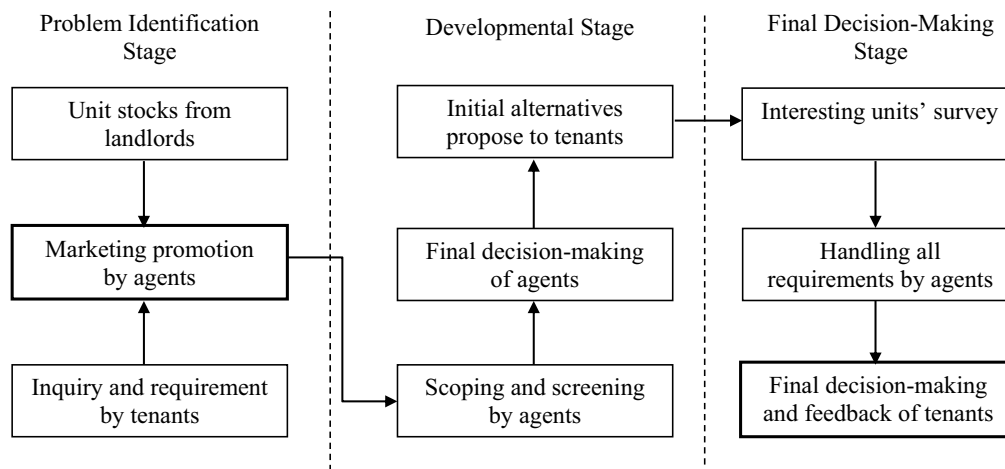 Problem Identification
Stage
Unit stocks from
landlords
Marketing promotion
by agents
Inquiry and requirement
by tenants
Developmental Stage
Initial alternatives
propose to tenants
Final decision-making
of agents
Scoping and screening
by agents
Final Decision-Making
Stage
Interesting units’ survey
Handling all
requirements by agents
Final decision-making
and feedback of tenants